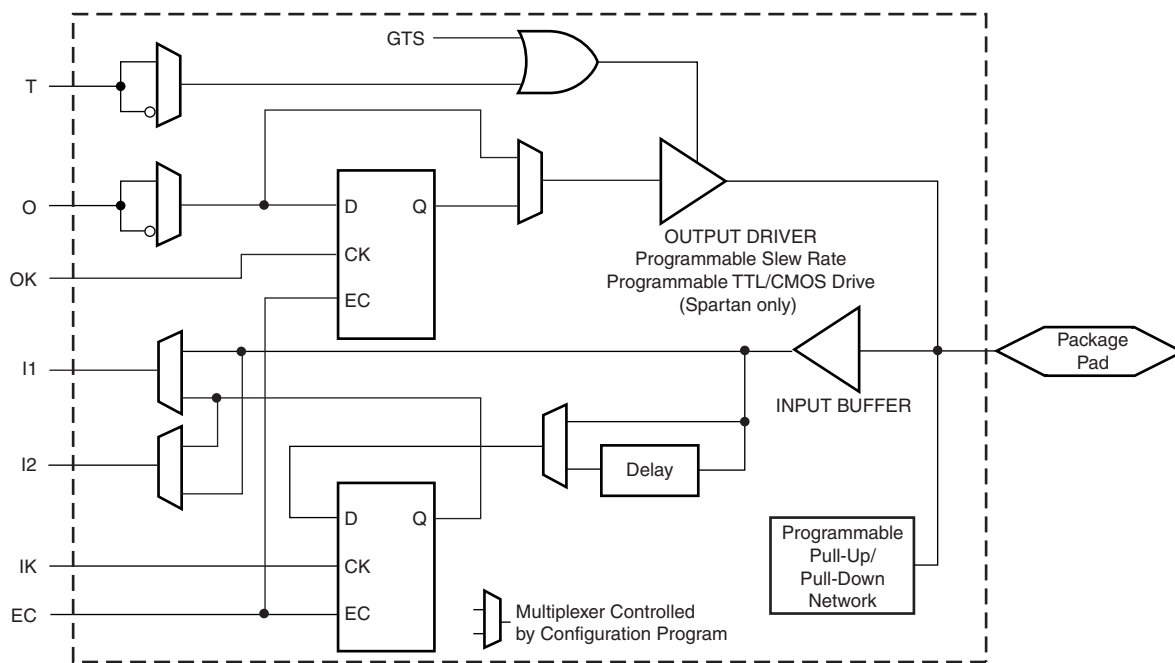 GTS
T
O
D
Q
OK
CK
EC
OUTPUT DRIVER
Programmable Slew Rate
Programmable TTL/CMOS Drive
(Spartan only)
I1
Package
Pad
INPUT BUFFER
I2
Delay
D
Q
IK
CK
EC
EC
Programmable
Pull-Up/
Pull-Down
Network
Multiplexer Controlled
by Configuration Program